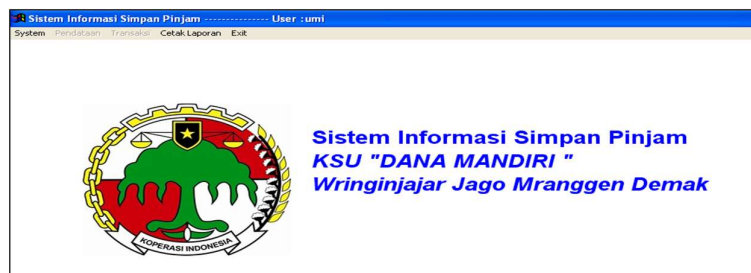 Sistem Informasi Simpan Pinjam --------------- User :umi
System Pendataan Transaksi Cetak Laporan Exit
Sistem Informasi Simpan Pinjam
KSU "DANA MANDIRI "
Wringinjajar Jago Mranggen Demak
KOPERASI INDONESIA